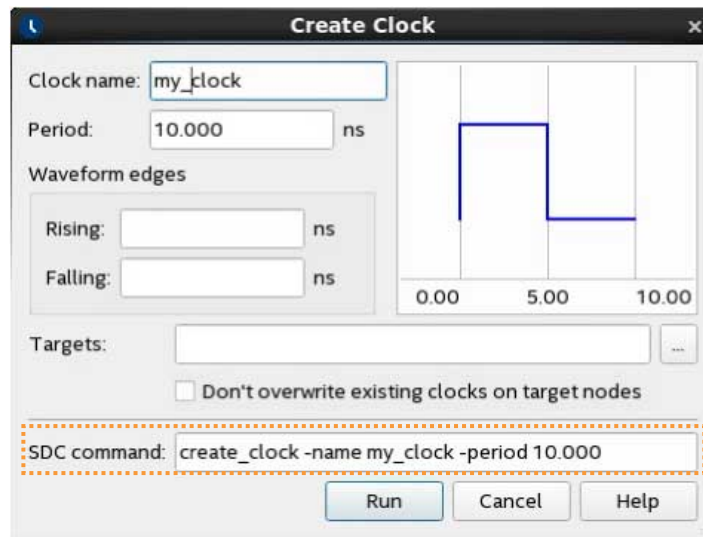 Create Clock
Clock name: my_clock
Period: 10.000 ns
Waveform edges
Rising: ns
Falling: ns
0.00 5.00 10.00
Targets: ...
Don't overwrite existing clocks on target nodes
SDC command: create_clock -name my_clock -period 10.000
Run Cancel Help